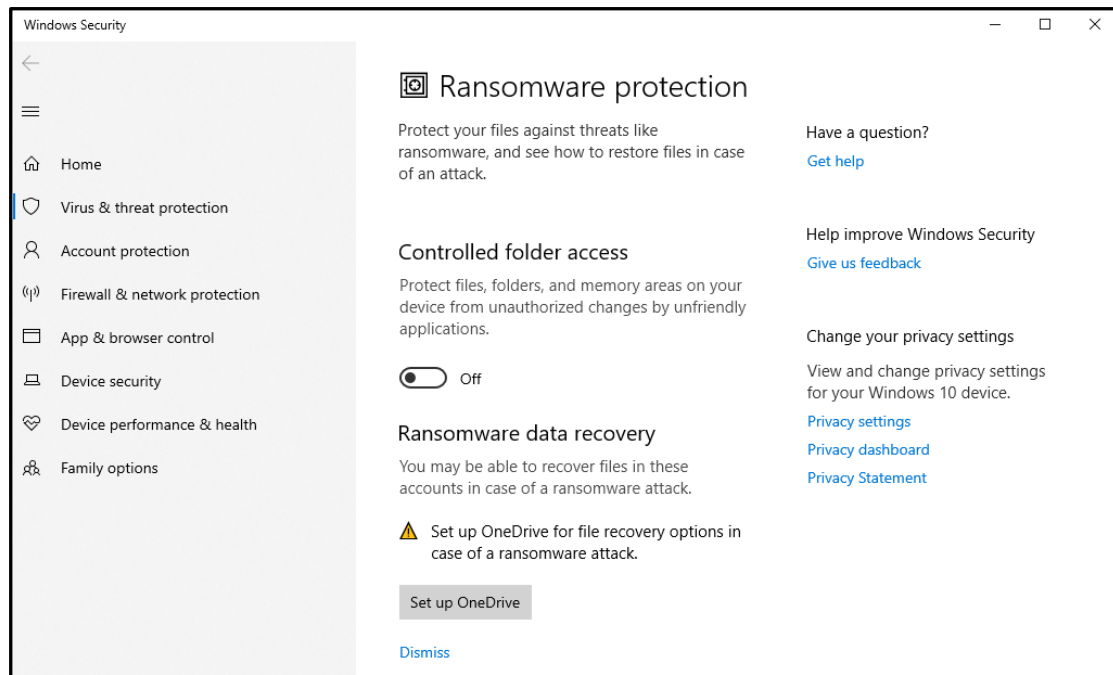 Windows Security
Home
Virus & threat protection
Account protection
Firewall & network protection
App & browser control
Device security
Device performance & health
Family options
Ransomware protection
Protect your files against threats like
ransomware, and see how to restore files in case
of an attack.
Controlled folder access
Protect files, folders, and memory areas on your
device from unauthorized changes by unfriendly
applications.
Off
Ransomware data recovery
You may be able to recover files in these
accounts in case of a ransomware attack.
Set up OneDrive for file recovery options in
case of a ransomware attack.
Set up OneDrive
Dismiss
Have a question?
Get help
Help improve Windows Security
Give us feedback
Change your privacy settings
View and change privacy settings
for your Windows 10 device.
Privacy settings
Privacy dashboard
Privacy Statement